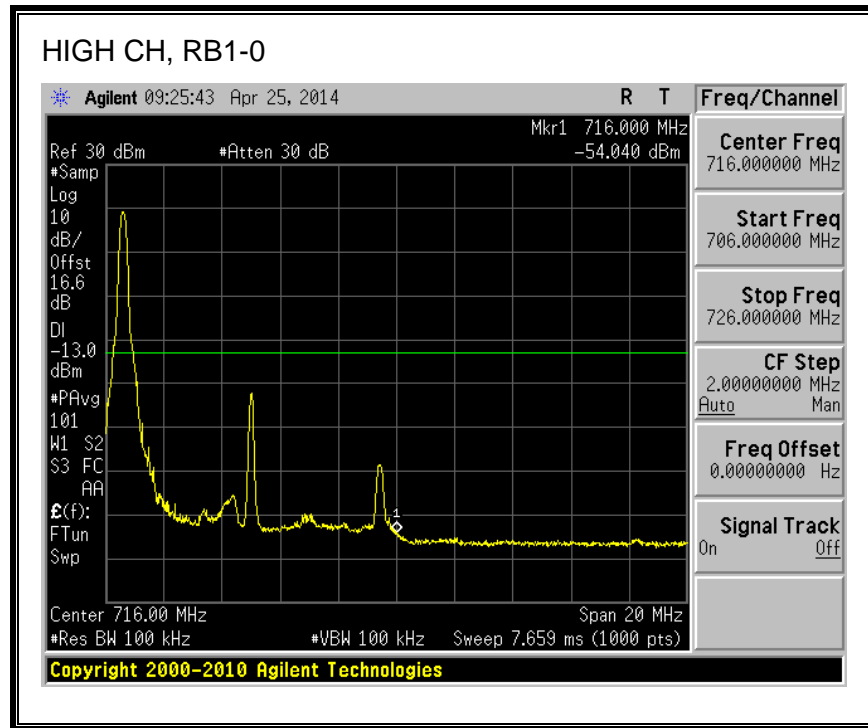 HIGH CH, RB1-0
Agilent 09:25:43 Apr 25, 2014 R T
Freq/Channel
Mkr1 716.000 MHz
Ref 30 dBm #Atten 30 dB -54.040 dBm
#Samp
Log
10
dB/
Offst
16.6
dB
DI
-13.0
dBm
#PAvg
101
W1 S2
S3 FC
AA
£(f):
FTun
Swp
1
Center 716.00 MHz Span 20 MHz
#Res BW 100 kHz #VBW 100 kHz Sweep 7.659 ms (1000 pts)
Center Freq
716.000000 MHz
Start Freq
706.000000 MHz
Stop Freq
726.000000 MHz
CF Step
2.00000000 MHz
Auto Man
Freq Offset
0.00000000 Hz
Signal Track
On Off
Copyright 2000-2010 Agilent Technologies